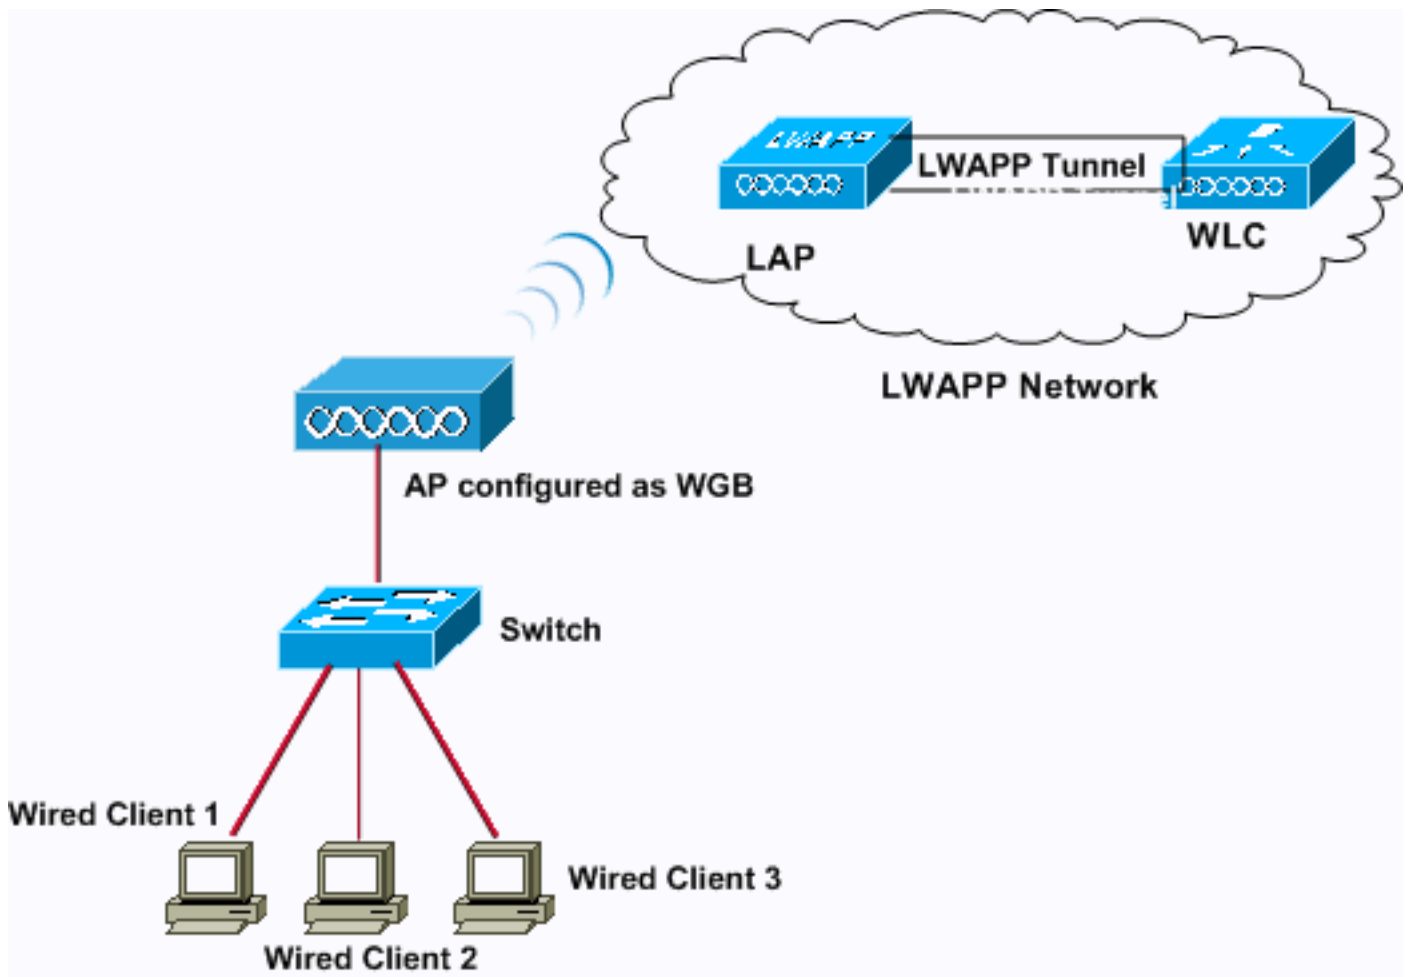 LWAPP
LWAPP Tunnel
WLC
LAP
LWAPP Network
AP configured as WGB
Switch
Wired Client 1
Wired Client 3
Wired Client 2